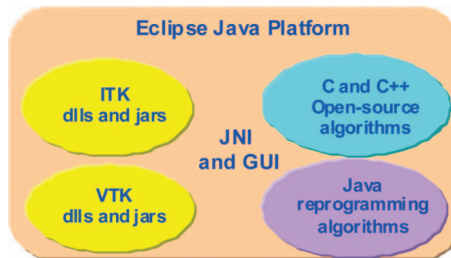 Eclipse Java Platform
ITK
dlls and jars
C and C++
Open-source
algorithms
JNI
and GUI
VTK
dlls and jars
Java
reprogramming
algorithms